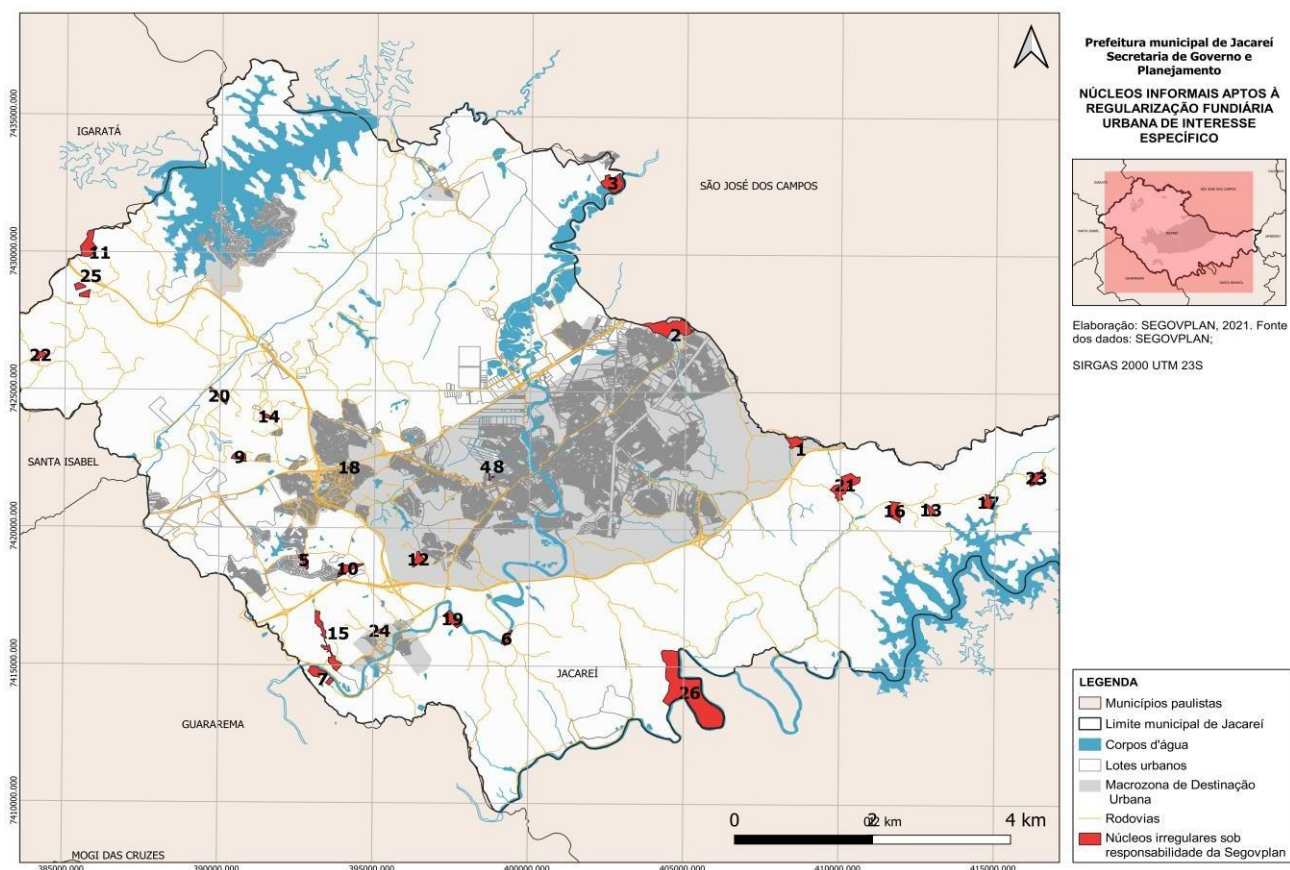 Prefeitura municipal de Jacareí
Secretaria de Governo e
Planejamento
NÚCLEOS INFORMAIS APTOS À
REGULARIZAÇÃO FUNDIÁRIA
URBANA DE INTERESSE
ESPECÍFICO
Elaboração: SEGOVPLAN, 2021. Fonte
dos dados: SEGOVPLAN;
SIRGAS 2000 UTM 23S
LEGENDA
Municípios paulistas
Limite municipal de Jacareí
Corpos d'água
Lotes urbanos
Macrozona de Destinação
Urbana
Rodovias
Núcleos irregulares sob
responsabilidade da Segovplan
IGARATÁ
SÃO JOSÉ DOS CAMPOS
3
11
25
2
22
20
14
1
SANTA ISABEL
9
18
48
21
23
16
13
17
5
10
12
15
24
19
6
7
JACAREÍ
26
GUARAREMA
MOGI DAS CRUZES
0
2
4 km
7435000.000
7430000.000
7425000.000
7420000.000
7415000.000
7410000.000
385000.000
390000.000
395000.000
400000.000
405000.000
410000.000
415000.000